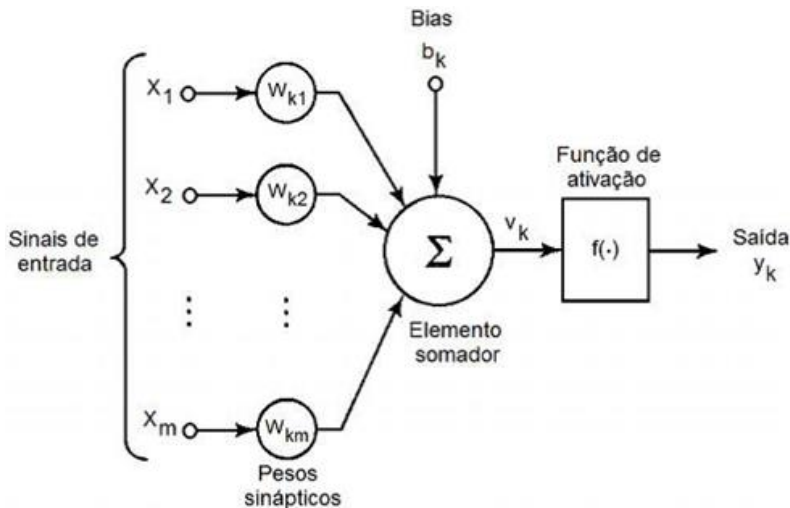 Bias
b_k
X_1
W_k1
Função de
ativação
X_2
W_k2
v_k
Sinais de
entrada
Σ
f(·)
Saída
y_k
Elemento
somador
X_m
W_km
Pesos
sinápticos